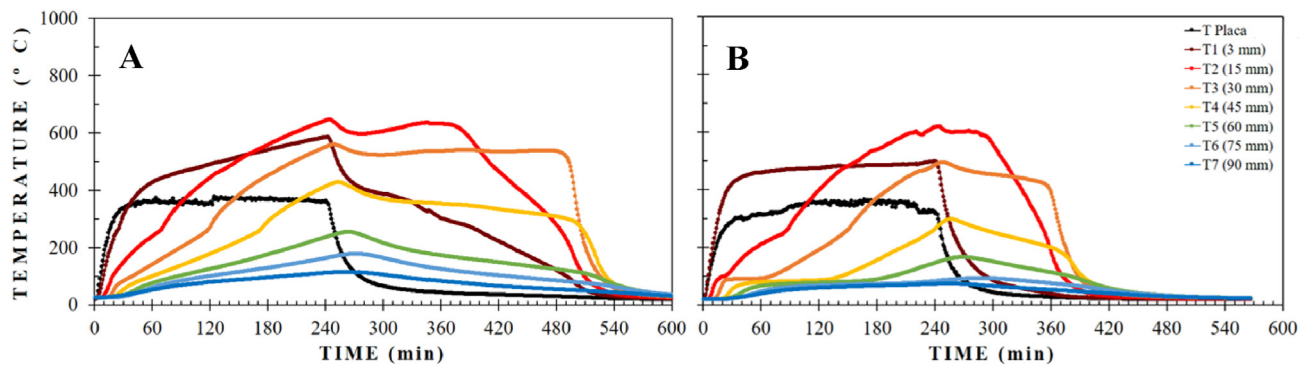 A
B
TEMPERATURE (° C)
1000
800
600
400
200
0
0 60 120 180 240 300 360 420 480 540 600
TIME (min)
0 60 120 180 240 300 360 420 480 540 600
TIME (min)
T Placa
T1 (3 mm)
T2 (15 mm)
T3 (30 mm)
T4 (45 mm)
T5 (60 mm)
T6 (75 mm)
T7 (90 mm)